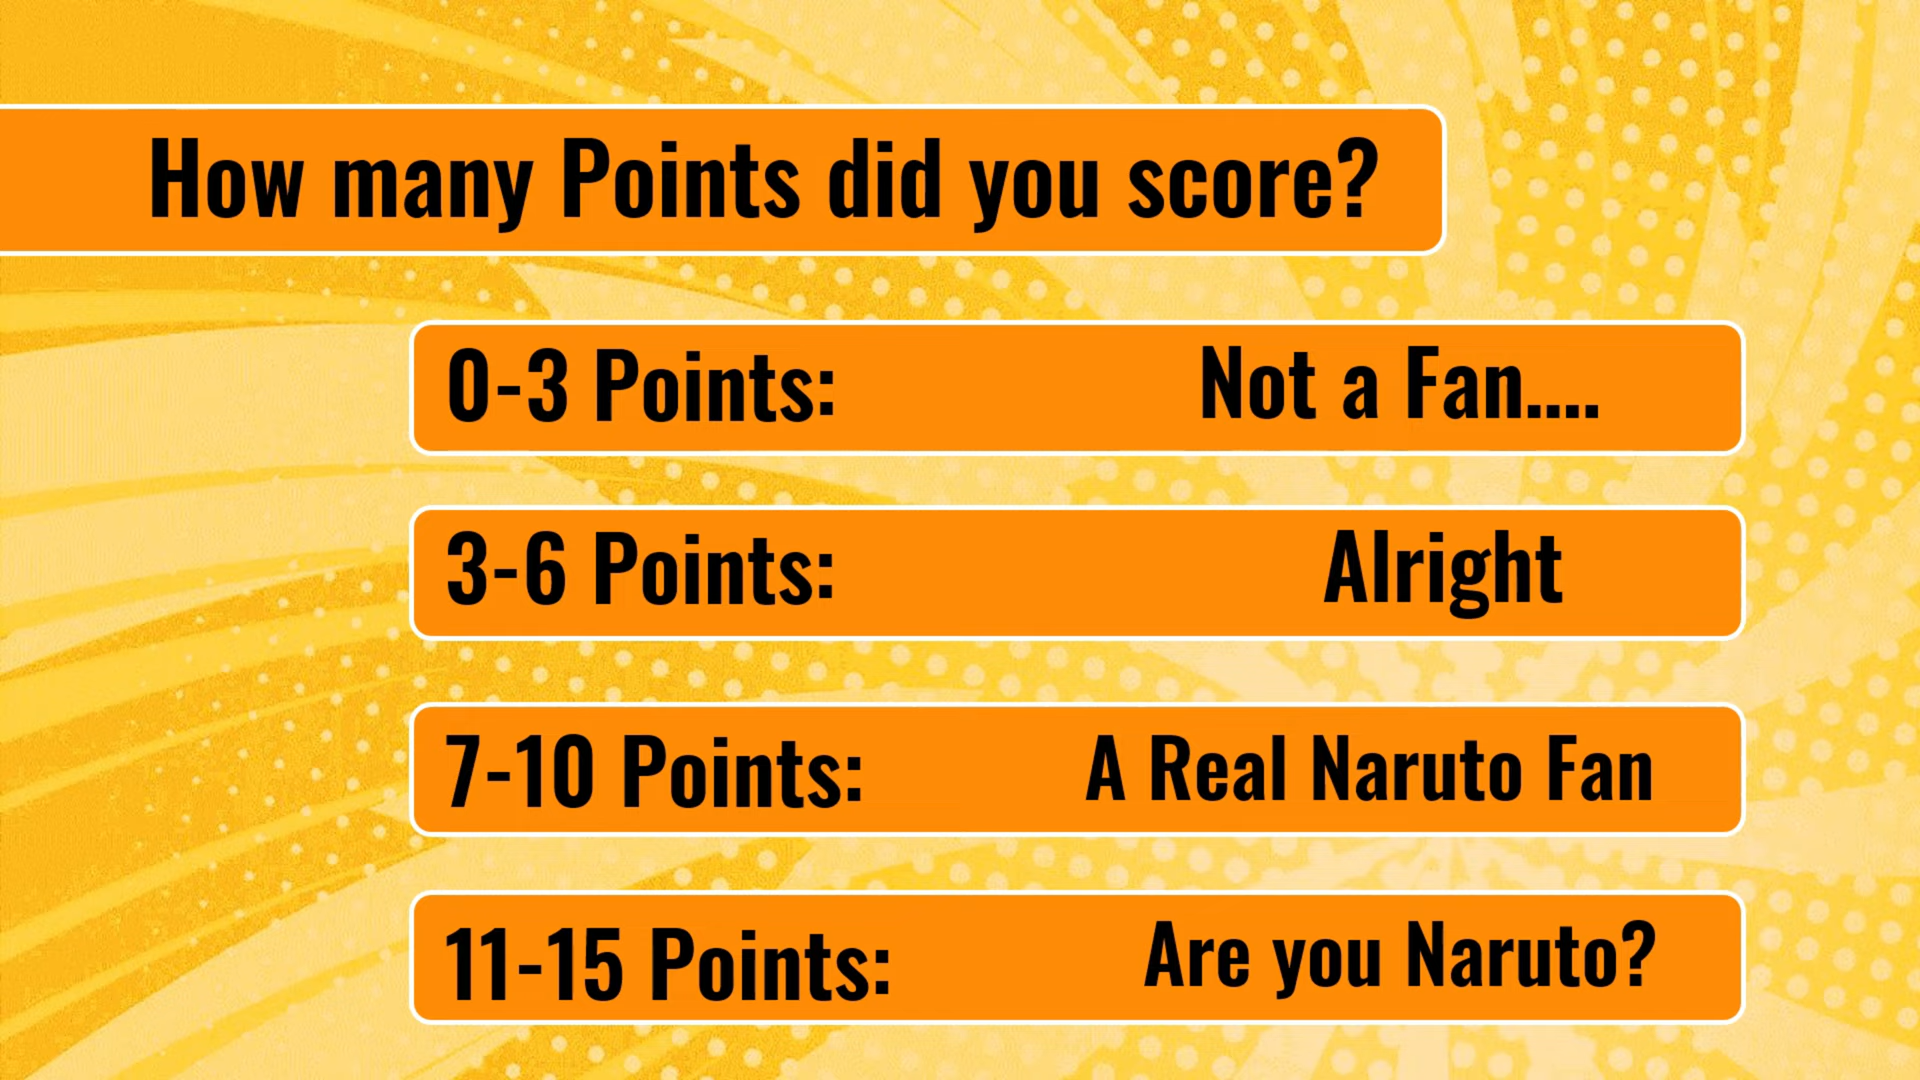 How many Points did you score?
0-3 Points: Not a Fan....
3-6 Points: Alright
7-10 Points: A Real Naruto Fan
11-15 Points: Are you Naruto?